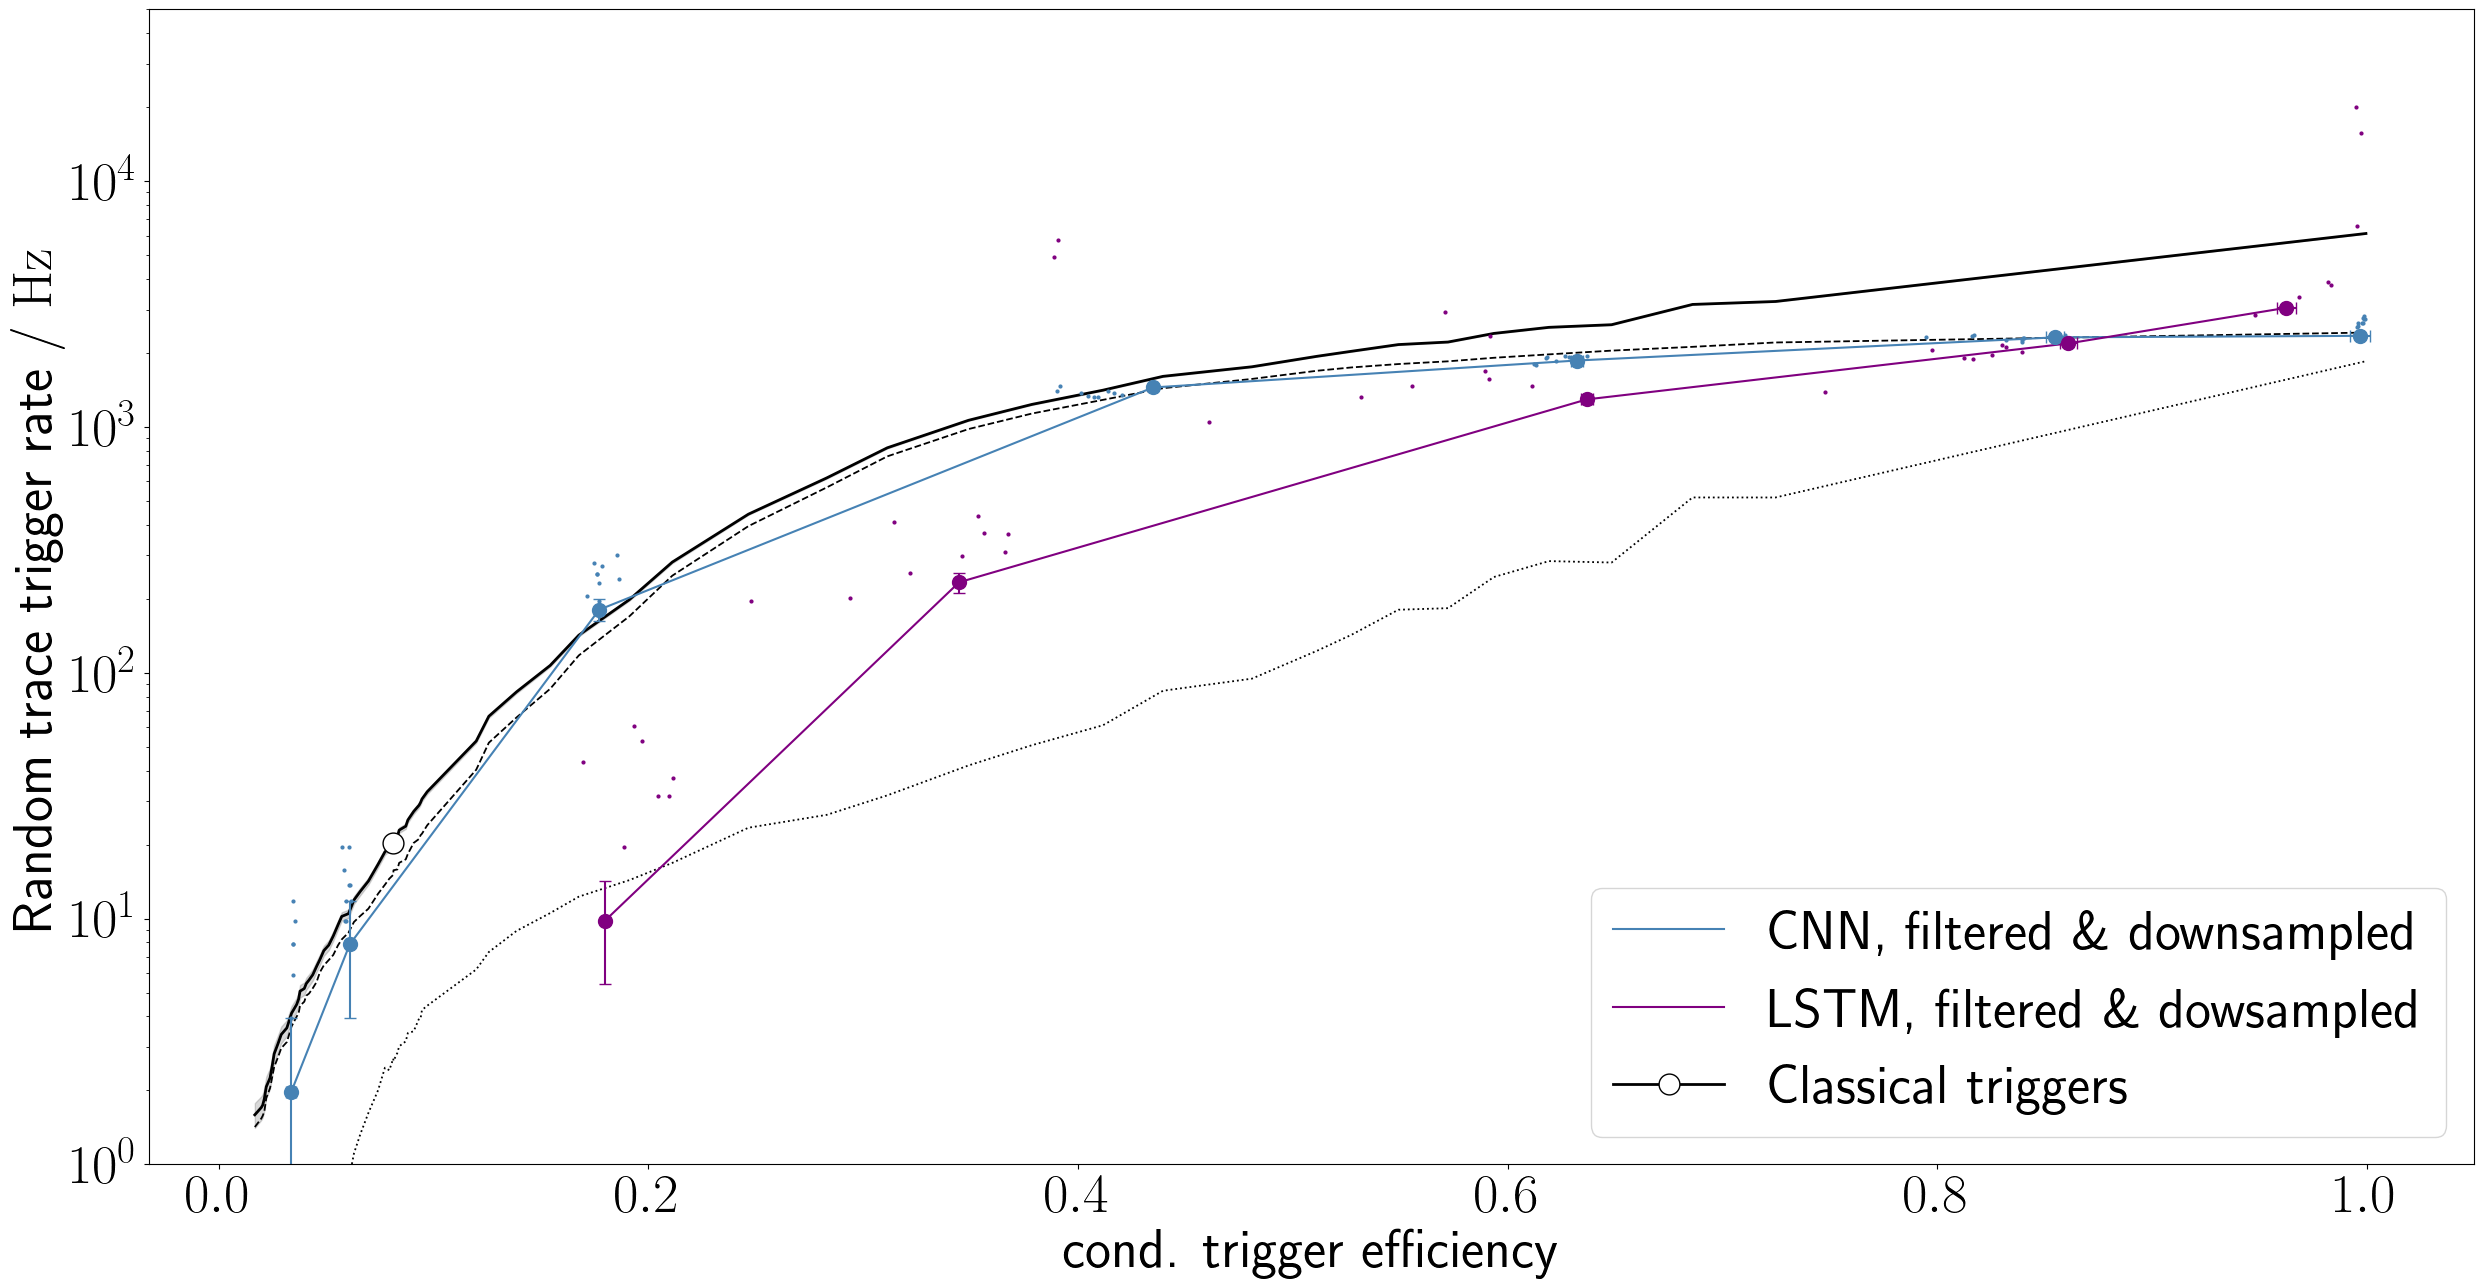 Random trace trigger rate / Hz
10^4
10^3
10^2
10^1
10^0
0.0 0.2 0.4 0.6 0.8 1.0
cond. trigger efficiency
CNN, filtered & downsampled
LSTM, filtered & dowsampled
Classical triggers